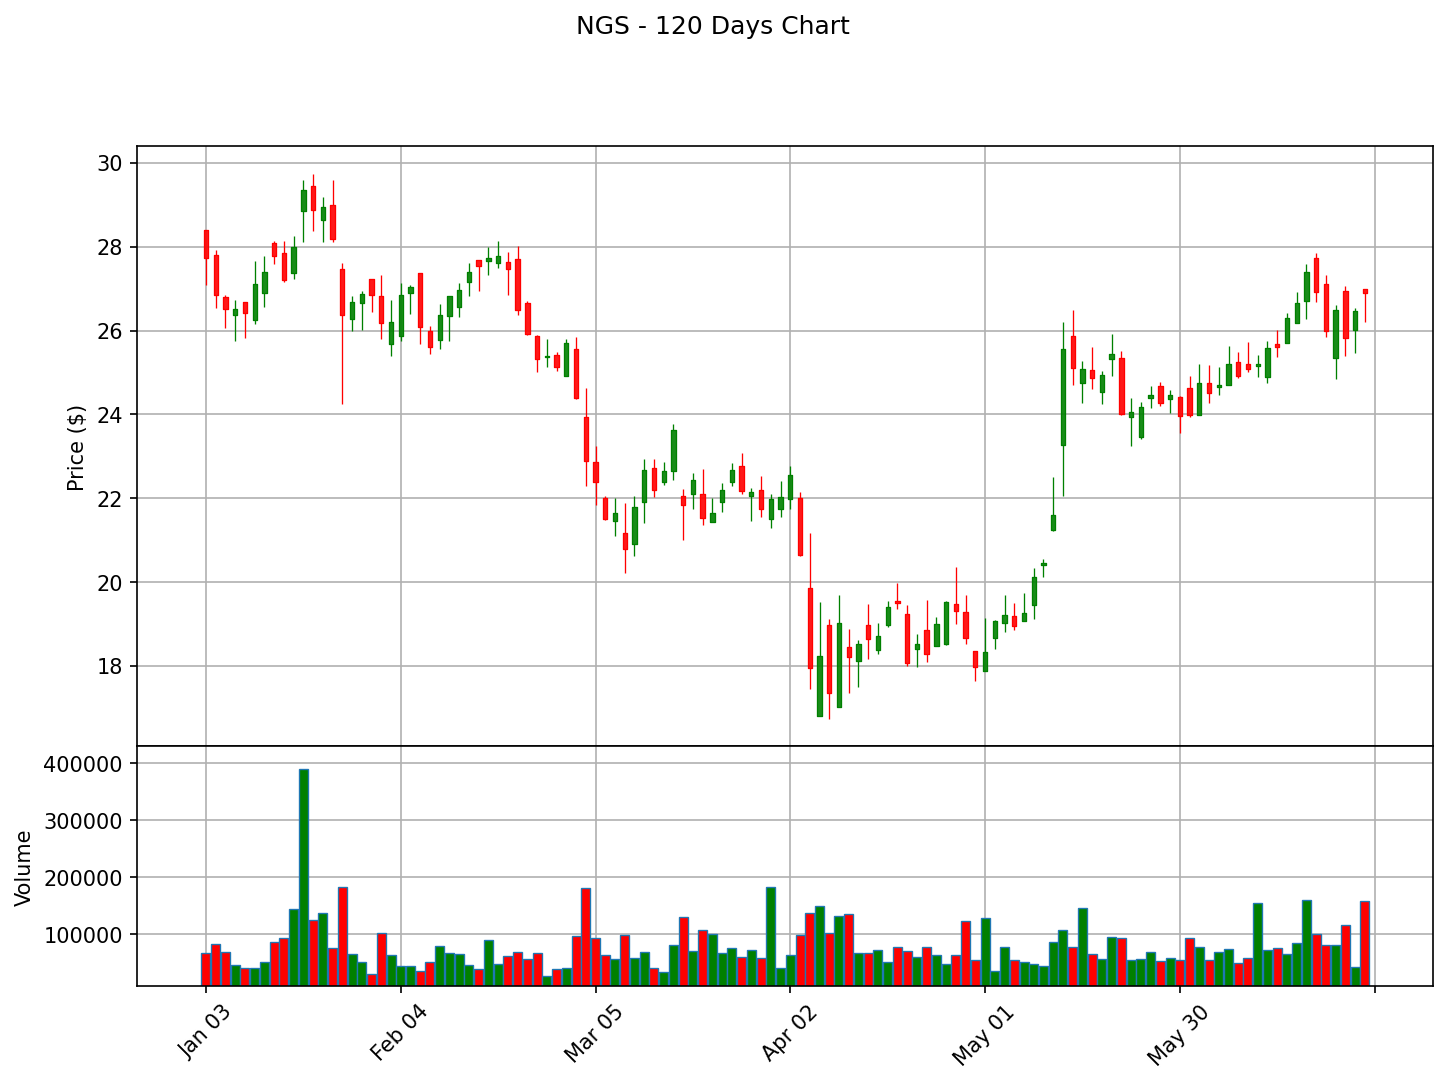 NGS - 120 Days Chart
Price ($)
30
28
26
24
22
20
18
Volume
400000
300000
200000
100000
Jan 03
Feb 04
Mar 05
Apr 02
May 01
May 30